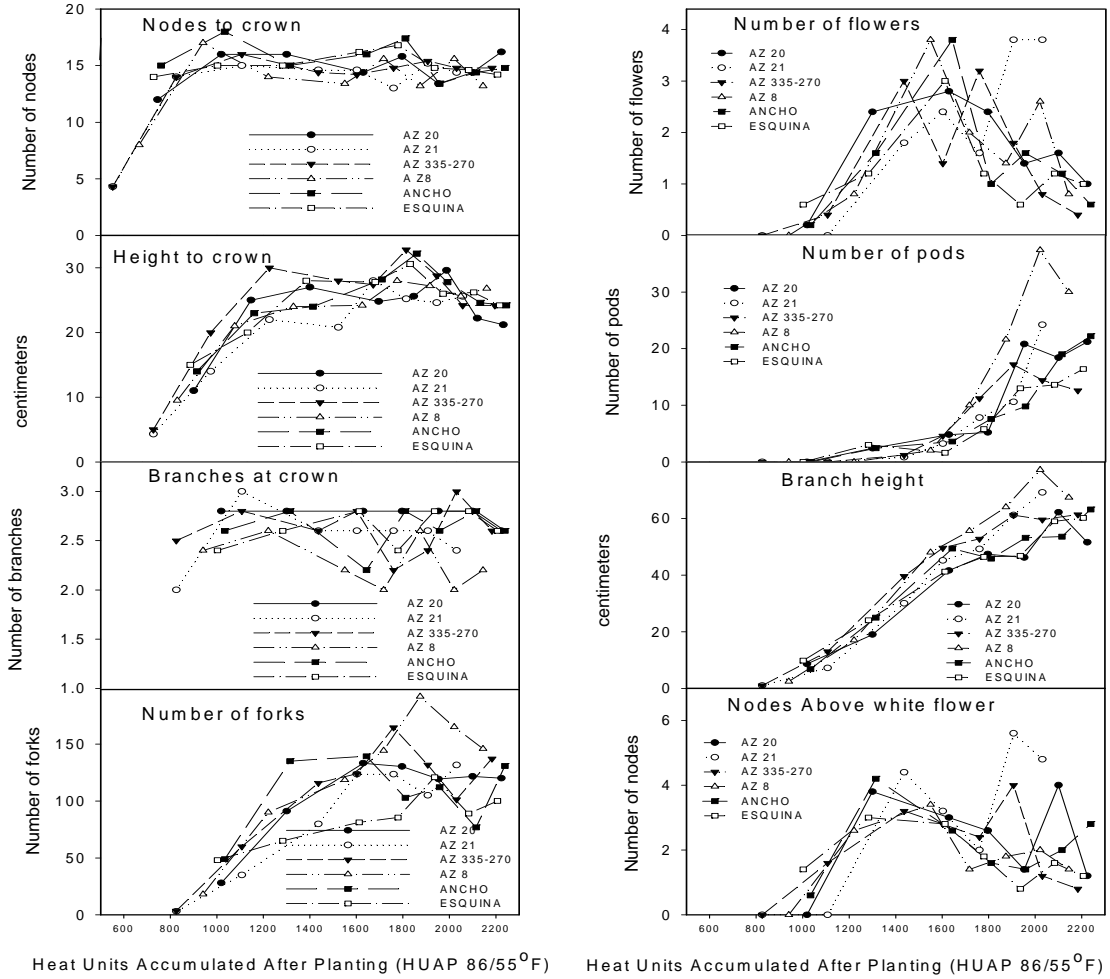 Nodes to crown
Number of nodes
20
15
10
5
0
AZ 20
AZ 21
AZ 335-270
A Z8
ANCHO
ESQUINA
Height to crown
centimeters
30
20
10
0
AZ 20
AZ 21
AZ 335-270
AZ 8
ANCHO
ESQUINA
Branches at crown
Number of branches
3.0
2.5
2.0
1.5
1.0
AZ 20
AZ 21
AZ 335-270
AZ 8
ANCHO
ESQUINA
Number of forks
Number of forks
150
100
50
0
AZ 20
AZ 21
AZ 335-270
AZ 8
ANCHO
ESQUINA
600 800 1000 1200 1400 1600 1800 2000 2200
Heat Units Accumulated After Planting (HUAP 86/55°F)
Number of flowers
Number of flowers
4
3
2
1
0
AZ 20
AZ 21
AZ 335-270
AZ 8
ANCHO
ESQUINA
Number of pods
Number of pods
30
20
10
0
AZ 20
AZ 21
AZ 335-270
AZ 8
ANCHO
ESQUINA
Branch height
centimeters
60
40
20
0
AZ 20
AZ 21
AZ 335-270
AZ 8
ANCHO
ESQUINA
Nodes Above white flower
Number of nodes
6
4
2
0
AZ 20
AZ 21
AZ 335-270
AZ 8
ANCHO
ESQUINA
600 800 1000 1200 1400 1600 1800 2000 2200
Heat Units Accumulated After Planting (HUAP 86/55°F)